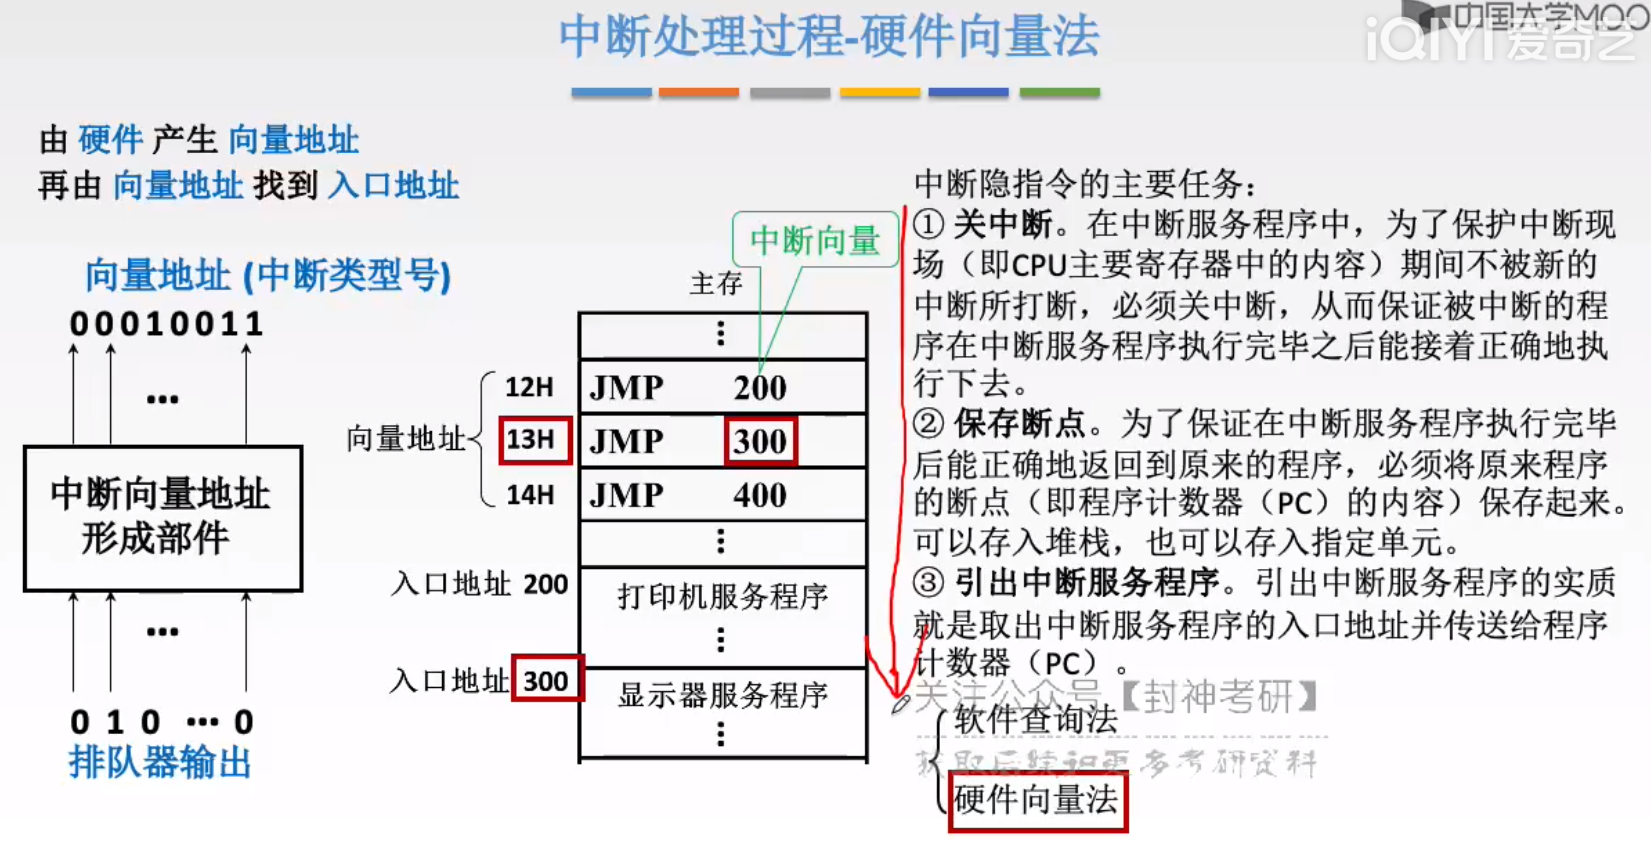 中断处理过程-硬件向量法
中国大学MOO
iQIYI 爱奇艺
由 硬件 产生 向量地址
再由 向量地址 找到 入口地址
向量地址 (中断类型号)
00010011
...
中断向量地址
形成部件
...
0 1 0 ... 0
排队器输出
中断向量
主存
⋮
12H JMP 200
向量地址 13H JMP 300
14H JMP 400
⋮
入口地址 200 打印机服务程序
⋮
入口地址 300 显示器服务程序
⋮
中断隐指令的主要任务：
① 关中断。在中断服务程序中，为了保护中断现
场（即CPU主要寄存器中的内容）期间不被新的
中断所打断，必须关中断，从而保证被中断的程
序在中断服务程序执行完毕之后能接着正确地执
行下去。
② 保存断点。为了保证在中断服务程序执行完毕
后能正确地返回到原来的程序，必须将原来程序
的断点（即程序计数器（PC）的内容）保存起来。
可以存入堆栈，也可以存入指定单元。
③ 引出中断服务程序。引出中断服务程序的实质
就是取出中断服务程序的入口地址并传送给程序
计数器（PC）。
关注公众号【封神考研】
软件查询法
获取后续和更多考研资料
硬件向量法